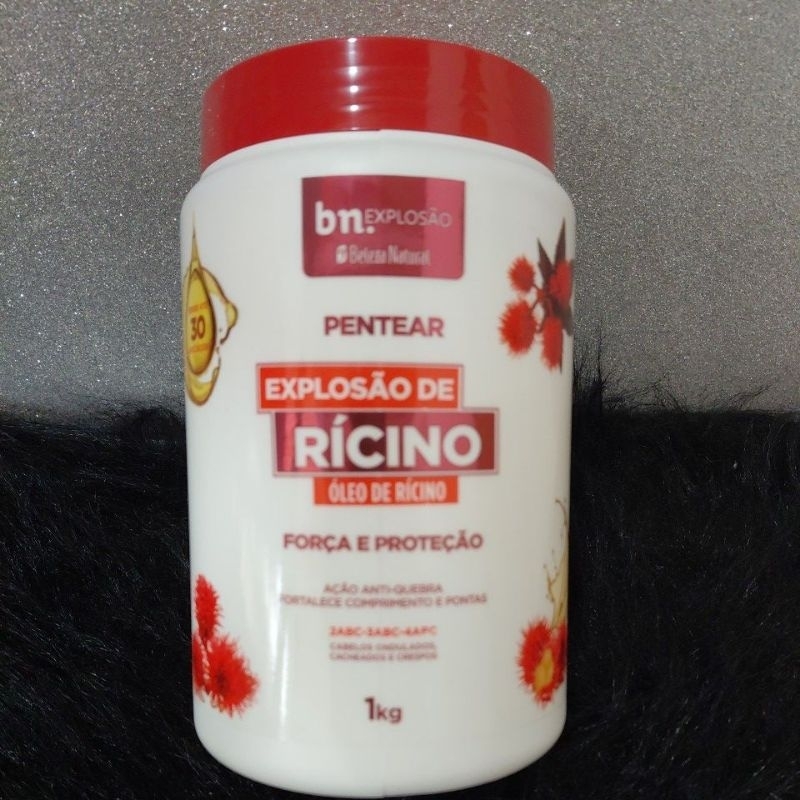 bn.EXPLOSÃO
Beleza Natural
30
PENTEAR
EXPLOSÃO DE
RÍCINO
ÓLEO DE RÍCINO
FORÇA E PROTEÇÃO
AÇÃO ANTI-QUEBRA
FORTALECE COMPRIMENTO E PONTAS
2ABC-3ABC-4ABC
CABELOS ONDULADOS,
CACHEADOS E CRESPOS
1kg